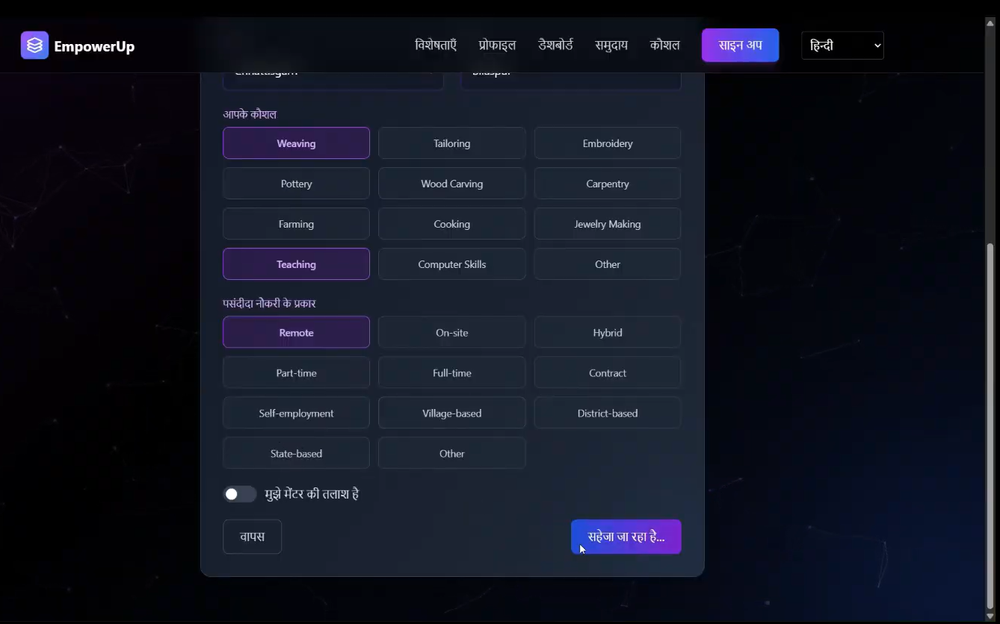 EmpowerUp
विशेषताएँ प्रोफाइल डैशबोर्ड समुदाय कौशल साइन अप हिन्दी
Chhattisgarh Bilaspur
आपके कौशल
Weaving Tailoring Embroidery
Pottery Wood Carving Carpentry
Farming Cooking Jewelry Making
Teaching Computer Skills Other
पसंदीदा नौकरी के प्रकार
Remote On-site Hybrid
Part-time Full-time Contract
Self-employment Village-based District-based
State-based Other
मुझे मेंटर की तलाश है
वापस सहेजा जा रहा है...